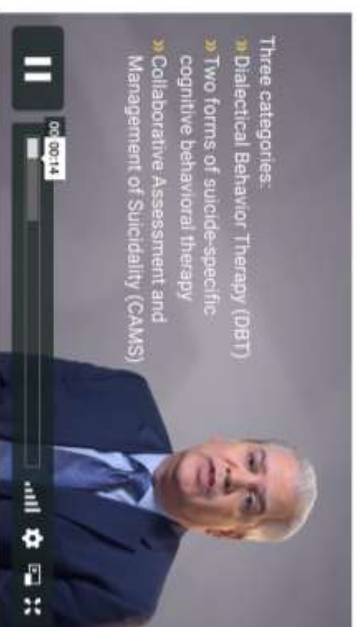 Three categories:
» Dialectical Behavior Therapy (DBT)
» Two forms of suicide-specific
cognitive behavioral therapy
» Collaborative Assessment and
Management of Suicidality (CAMS)
00:14